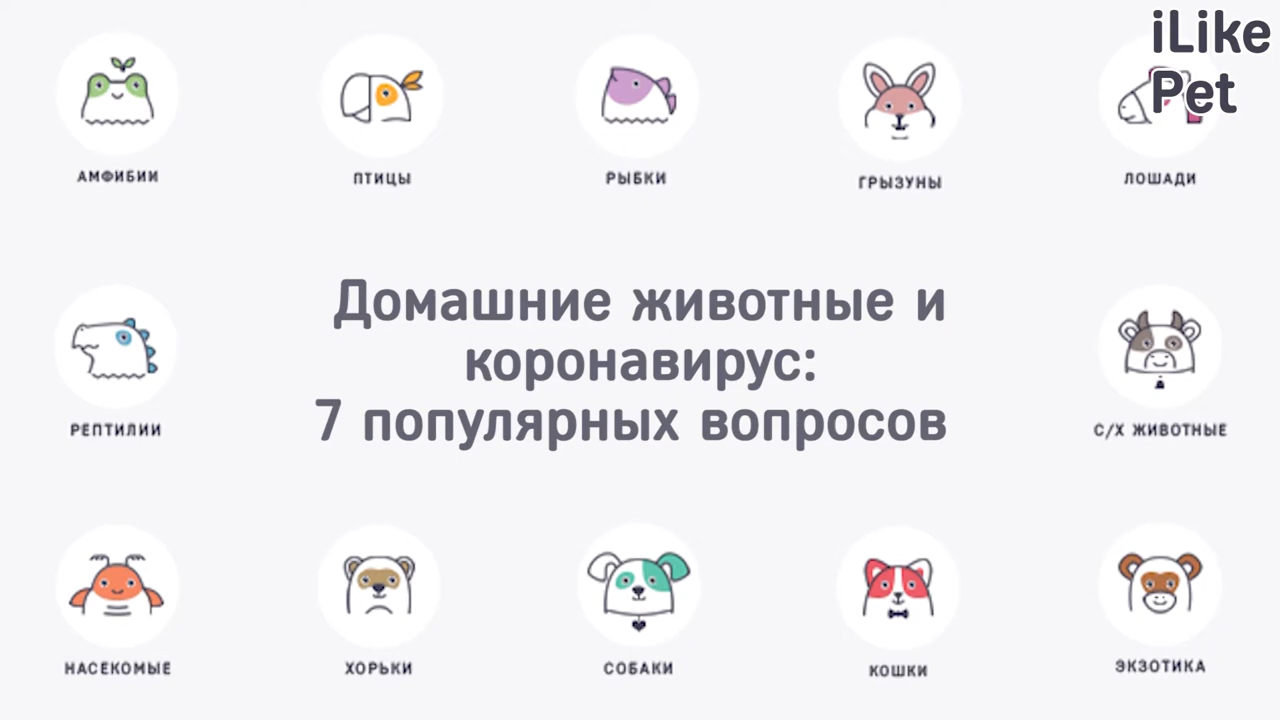 iLike
Pet
АМФИБИИ
ПТИЦЫ
РЫБКИ
ГРЫЗУНЫ
ЛОШАДИ
Домашние животные и
коронавирус:
7 популярных вопросов
РЕПТИЛИИ
С/Х ЖИВОТНЫЕ
НАСЕКОМЫЕ
ХОРЬКИ
СОБАКИ
КОШКИ
ЭКЗОТИКА